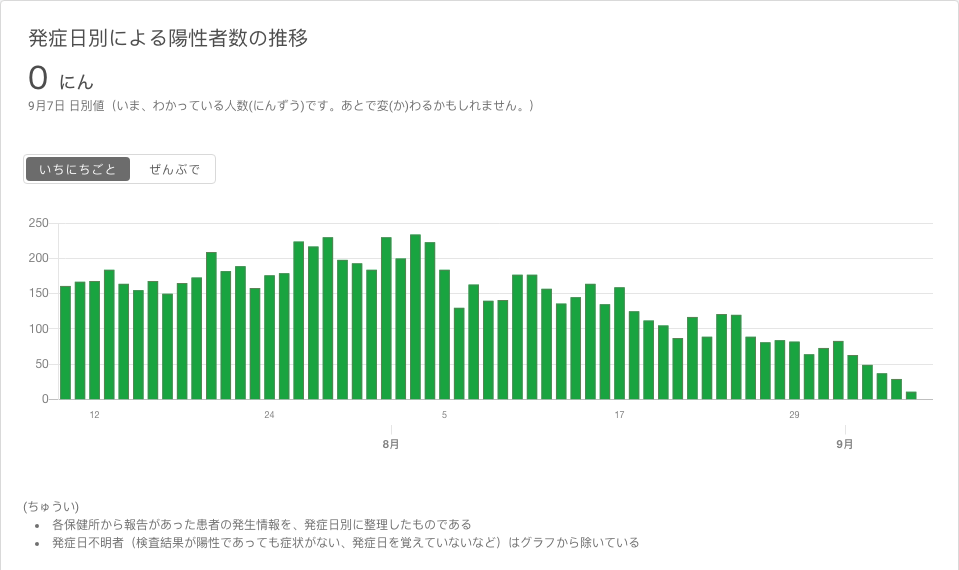 発症日別による陽性者数の推移
0 にん
9月7日 日別値（いま、わかっている人数(にんずう)です。あとで変(か)わるかもしれません。）
いちにちごと ぜんぶで
250
200
150
100
50
0
12 24 5 17 29
8月 9月
(ちゅうい)
• 各保健所から報告があった患者の発生情報を、発症日別に整理したものである
• 発症日不明者（検査結果が陽性であっても症状がない、発症日を覚えていないなど）はグラフから除いている